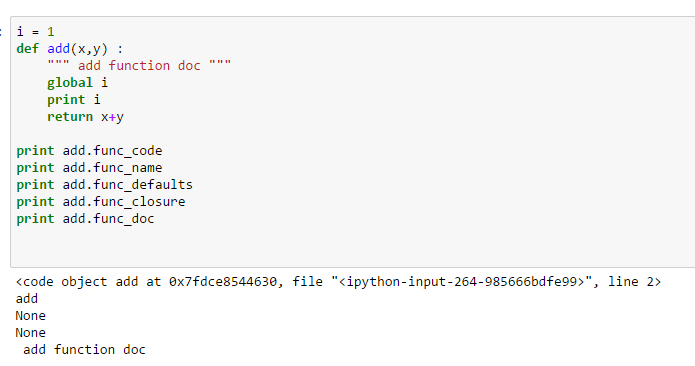 i = 1
def add(x,y) :
    """ add function doc """
    global i
    print i
    return x+y
print add.func_code
print add.func_name
print add.func_defaults
print add.func_closure
print add.func_doc
<code object add at 0x7fdce8544630, file "<ipython-input-264-985666bdfe99>", line 2>
add
None
None
 add function doc